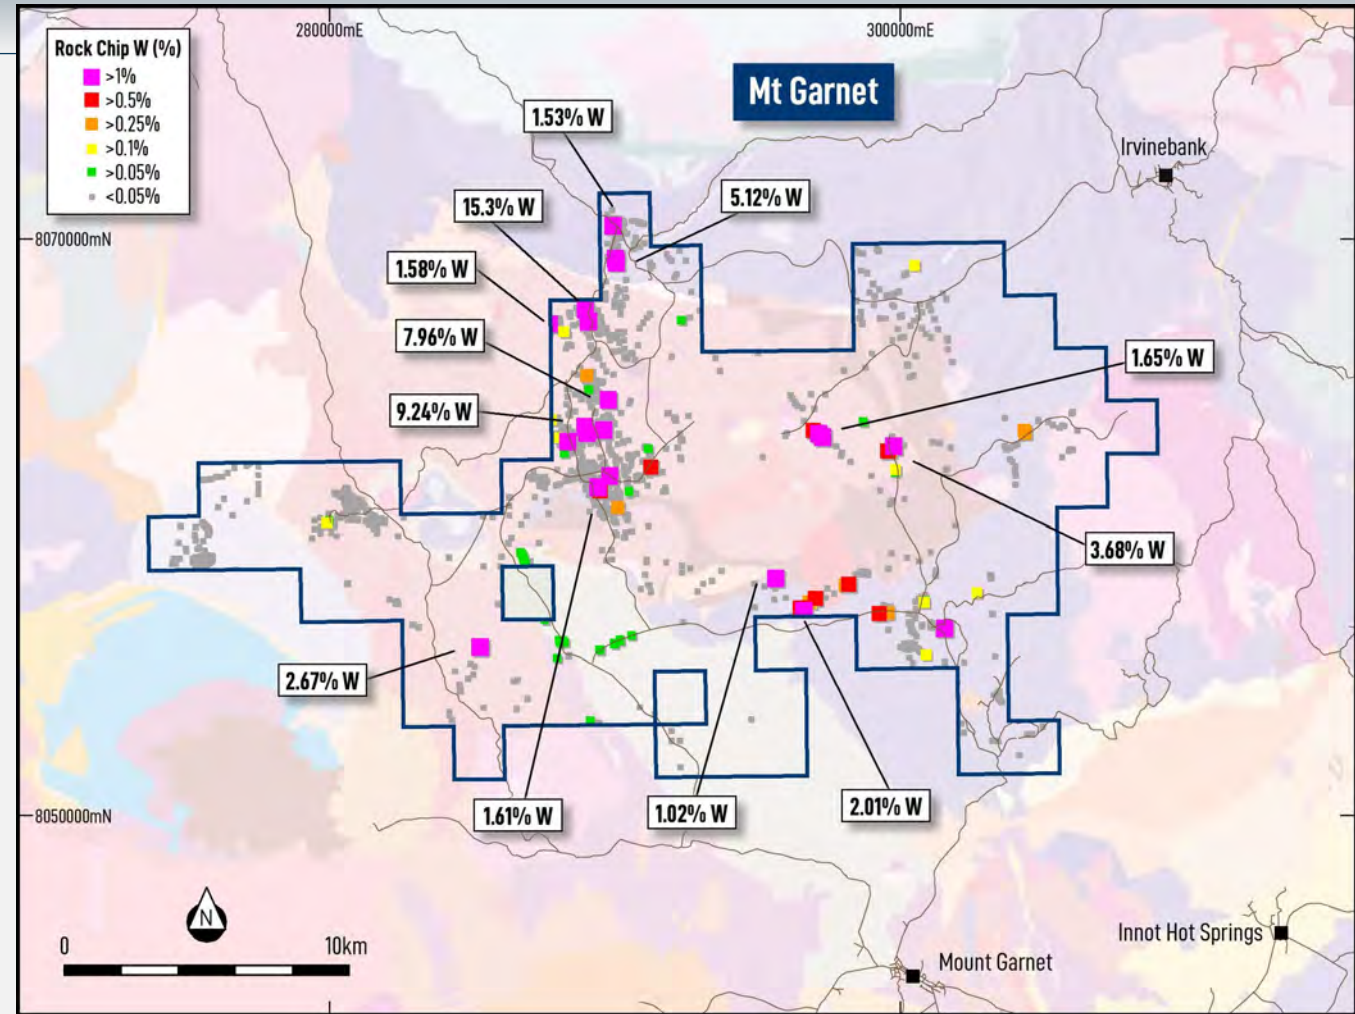 280000mE
300000mE
Rock Chip W (%)
>1%
>0.5%
>0.25%
>0.1%
>0.05%
<0.05%
Mt Garnet
1.53% W
Irvinebank
5.12% W
15.3% W
8070000mN
1.58% W
7.96% W
1.65% W
9.24% W
3.68% W
2.67% W
1.61% W
1.02% W
2.01% W
8050000mN
N
0
10km
Innot Hot Springs
Mount Garnet